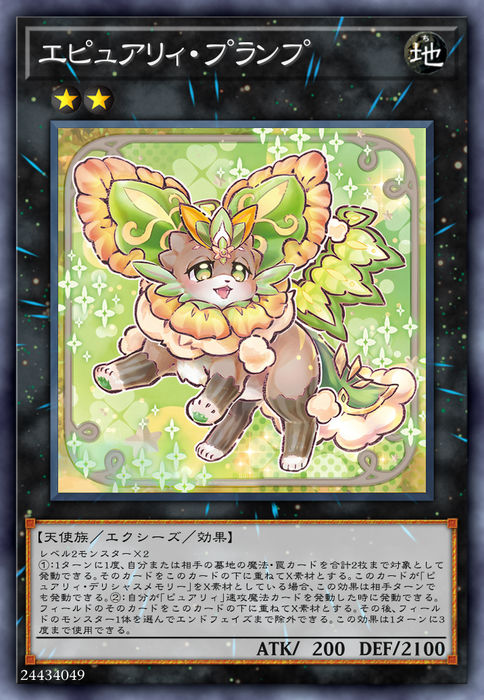 エピュアリィ・プランプ
地
ち
【天使族／エクシーズ／効果】
レベル2モンスター×2
①:1ターンに1度、自分または相手の墓地の魔法・罠カードを合計2枚まで対象として
発動できる。そのカードをこのカードの下に重ねてX素材とする。このカードが「ピ
ュアリィ・デリシャスメモリー」をX素材としている場合、この効果は相手ターンで
も発動できる。②:自分が「ピュアリィ」速攻魔法カードを発動した時に発動できる。
フィールドのそのカードをこのカードの下に重ねてX素材とする。その後、フィール
ドのモンスター1体を選んでエンドフェイズまで除外できる。この効果は1ターンに3
度まで使用できる。
ATK/ 200 DEF/2100
24434049